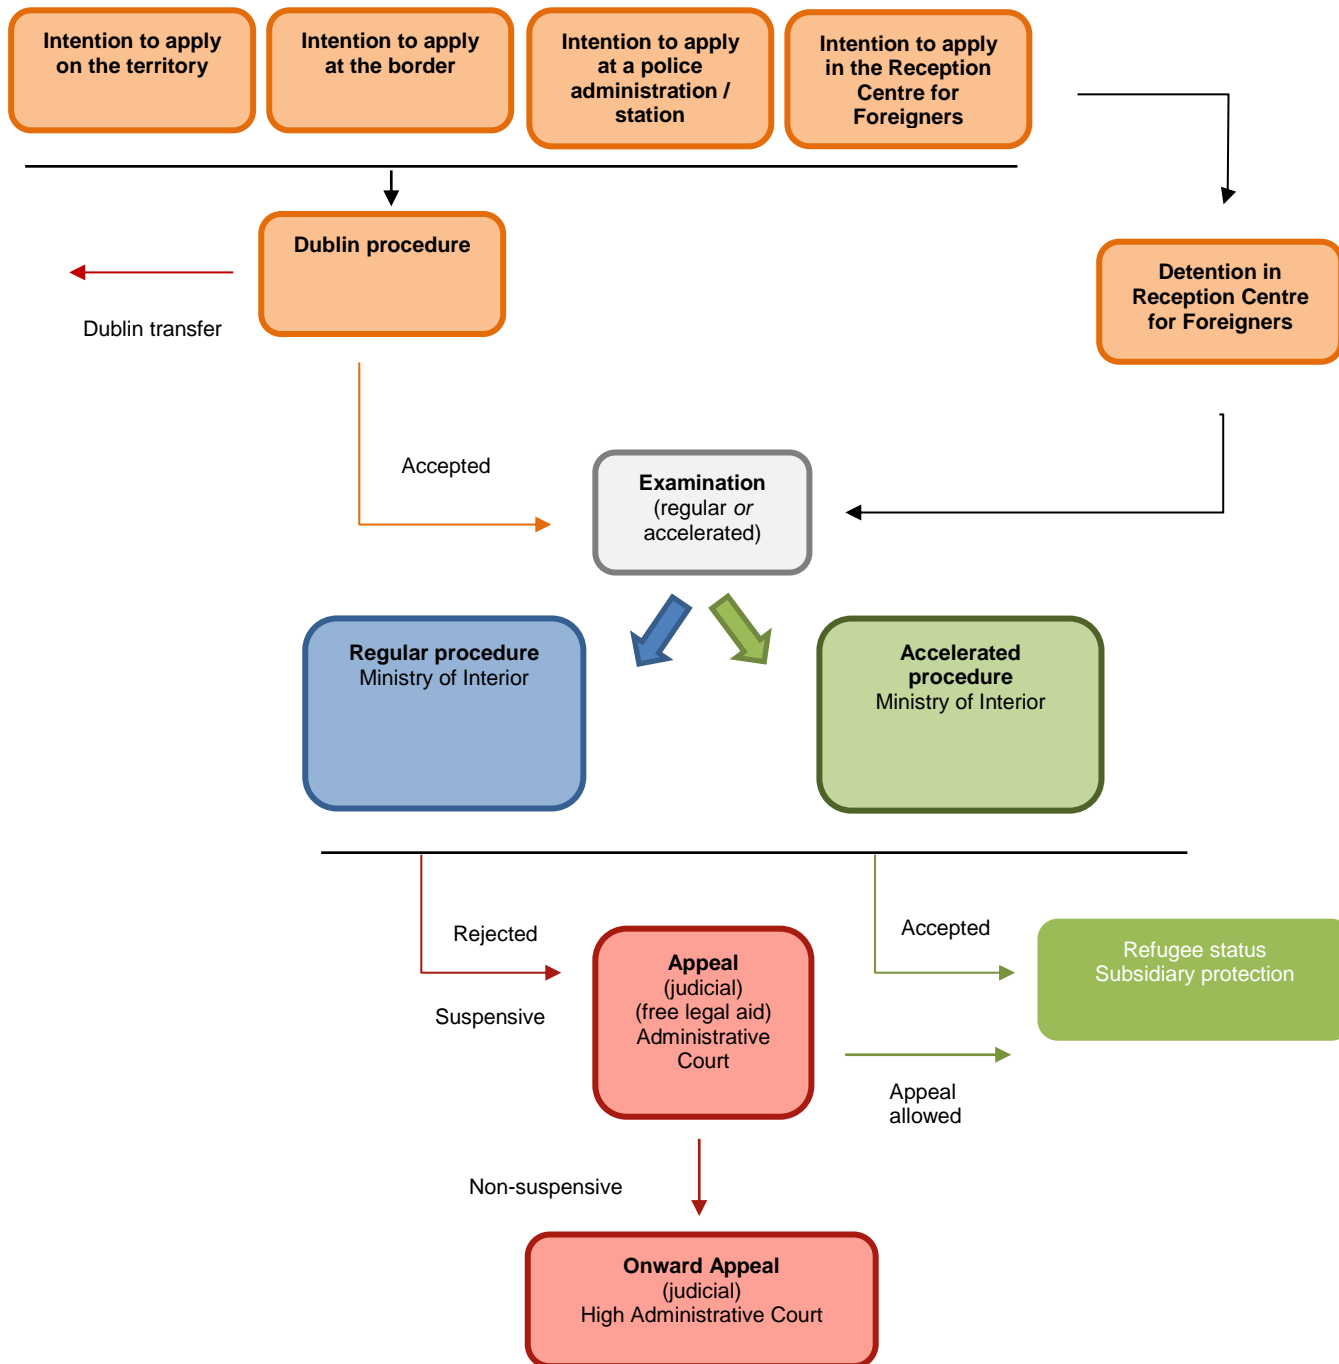 Intention to apply
on the territory
Intention to apply
at the border
Intention to apply
at a police
administration /
station
Intention to apply
in the Reception
Centre for
Foreigners
Dublin procedure
Dublin transfer
Detention in
Reception Centre
for Foreigners
Accepted
Examination
(regular or
accelerated)
Regular procedure
Ministry of Interior
Accelerated
procedure
Ministry of Interior
Rejected
Suspensive
Appeal
(judicial)
(free legal aid)
Administrative
Court
Accepted
Refugee status
Subsidiary protection
Appeal
allowed
Non-suspensive
Onward Appeal
(judicial)
High Administrative Court